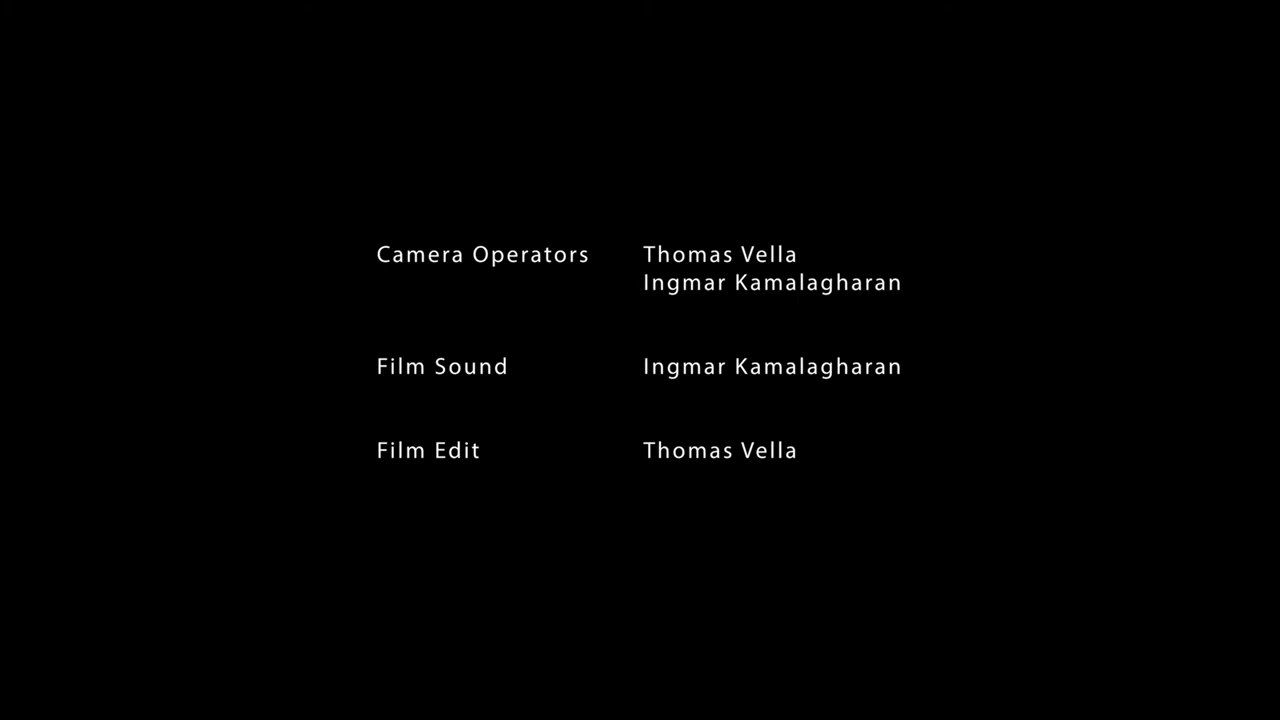 Camera Operators Thomas Vella
Ingmar Kamalagharan
Film Sound Ingmar Kamalagharan
Film Edit Thomas Vella